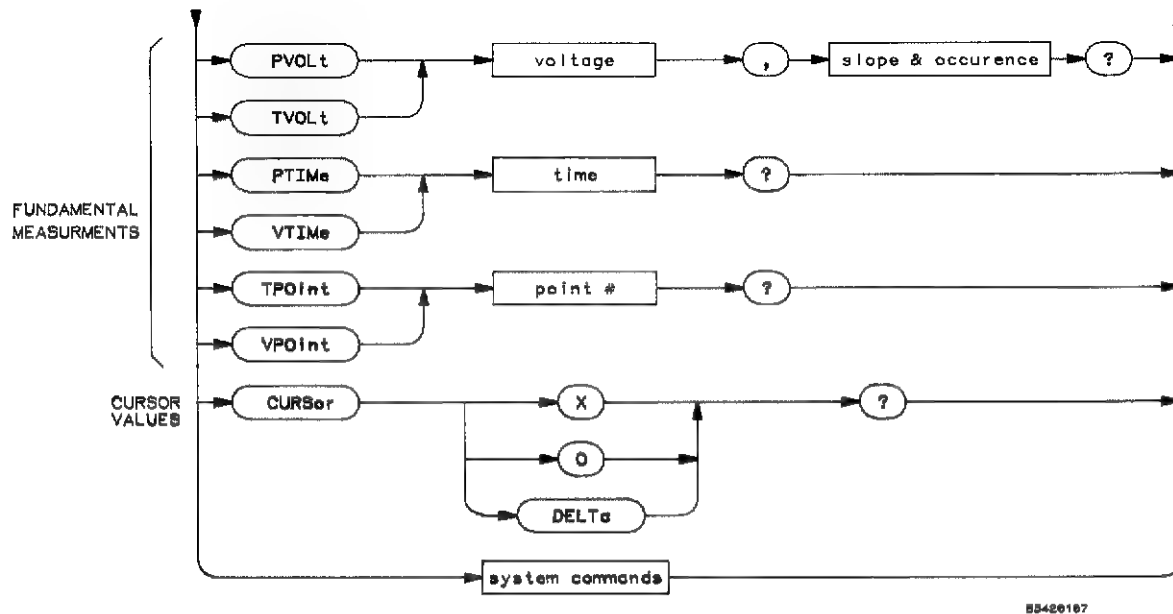 PVOLt voltage , slope & occurence ?
TVOLt
PTIMe time ?
FUNDAMENTAL
MEASURMENTS
VTIMe
TPOint point # ?
VPOint
CURSOR
VALUES
CURSor X ?
O
DELTa
system commands